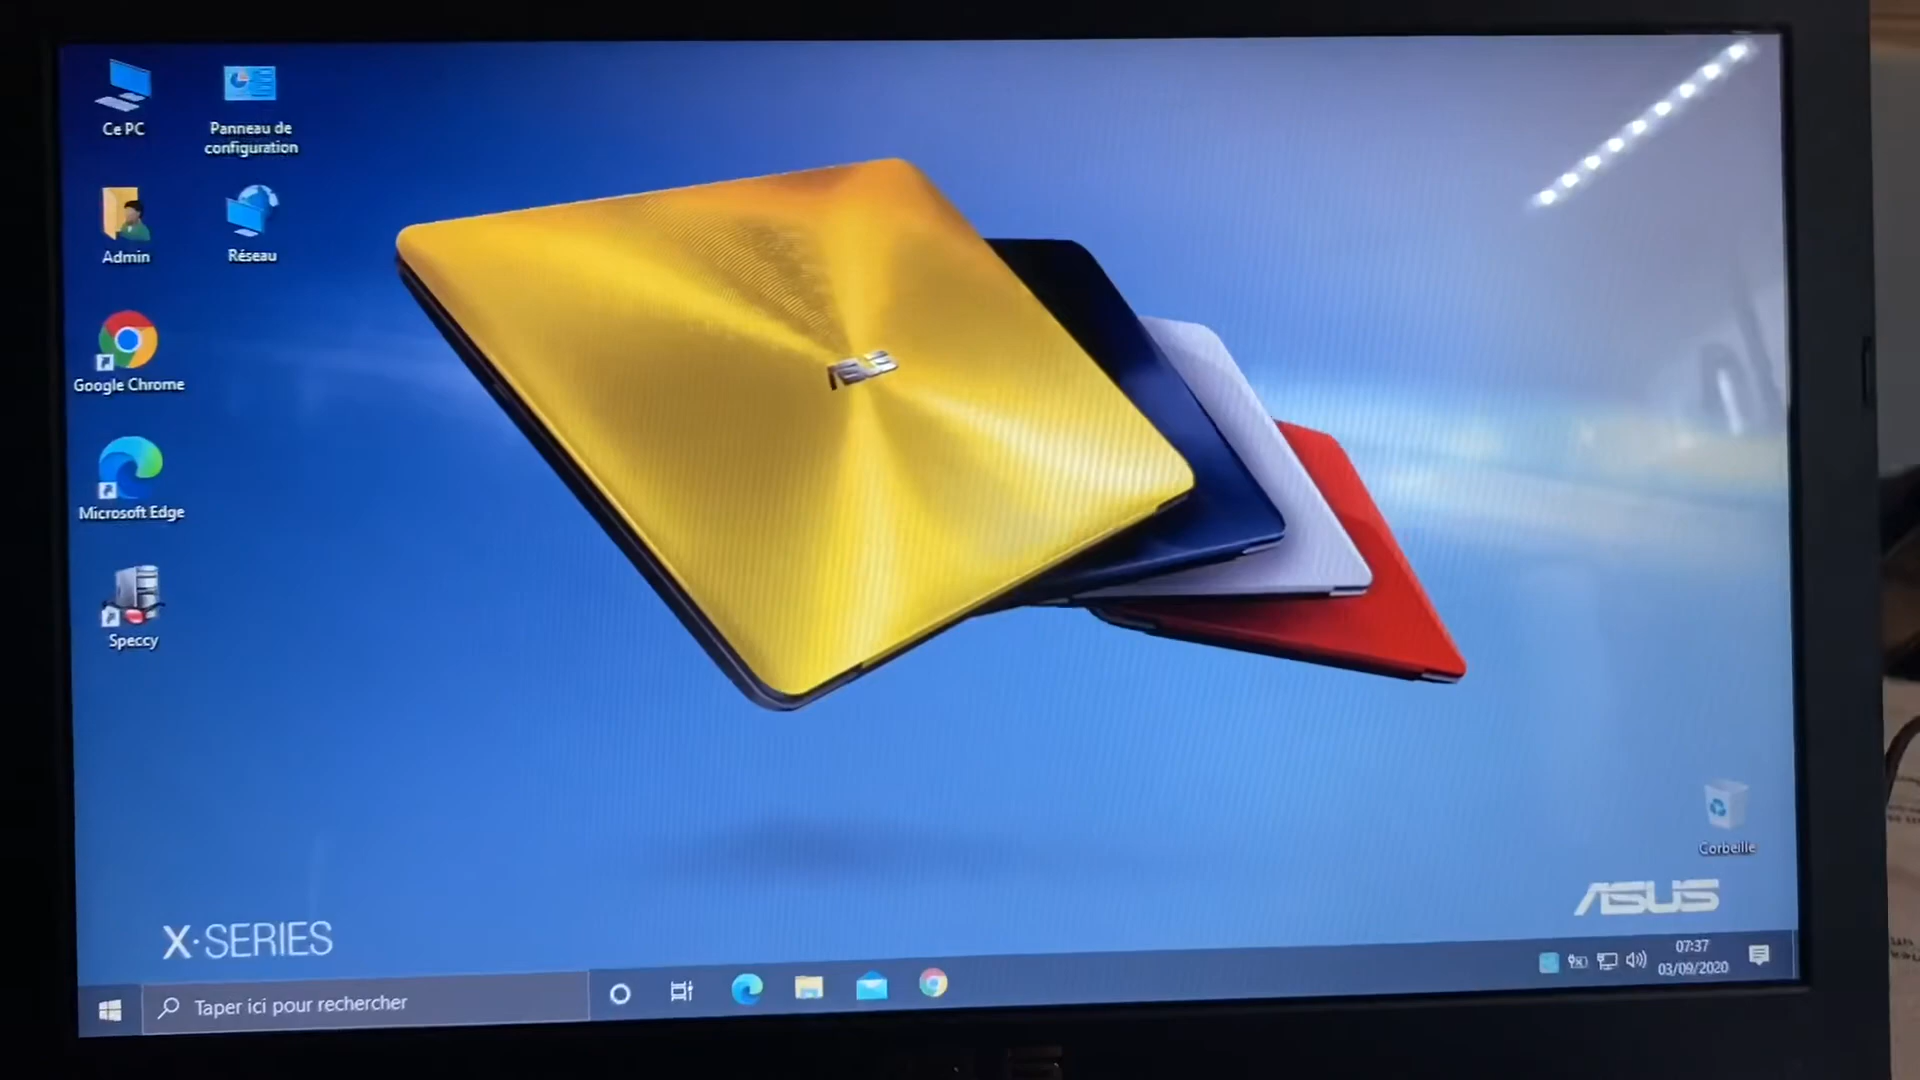 Ce PC
Panneau de
configuration
Admin
Réseau
Google Chrome
Microsoft Edge
Speccy
ASUS
Corbeille
ASUS
X·SERIES
Taper ici pour rechercher
07:37
03/09/2020